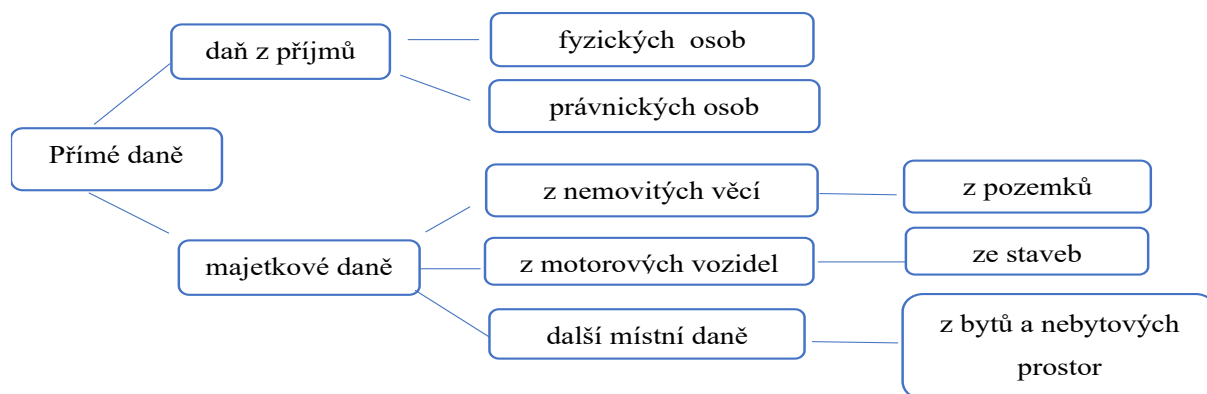 daň z příjmů
fyzických osob
právnických osob
Přímé daně
majetkové daně
z nemovitých věcí
z pozemků
z motorových vozidel
ze staveb
další místní daně
z bytů a nebytových
prostor